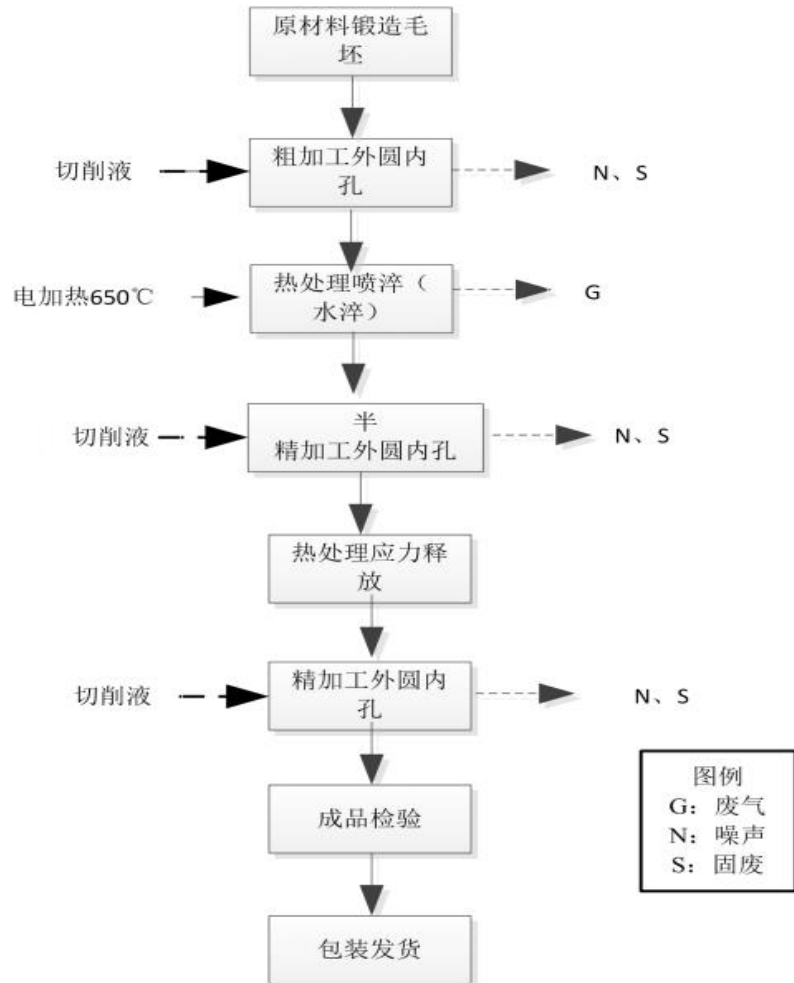 原材料锻造毛
坯
切削液
粗加工外圆内
孔
N、S
电加热650℃
热处理喷淬（
水淬）
G
切削液
半
精加工外圆内孔
N、S
热处理应力释
放
切削液
精加工外圆内
孔
N、S
图例
G：废气
N：噪声
S：固废
成品检验
包装发货